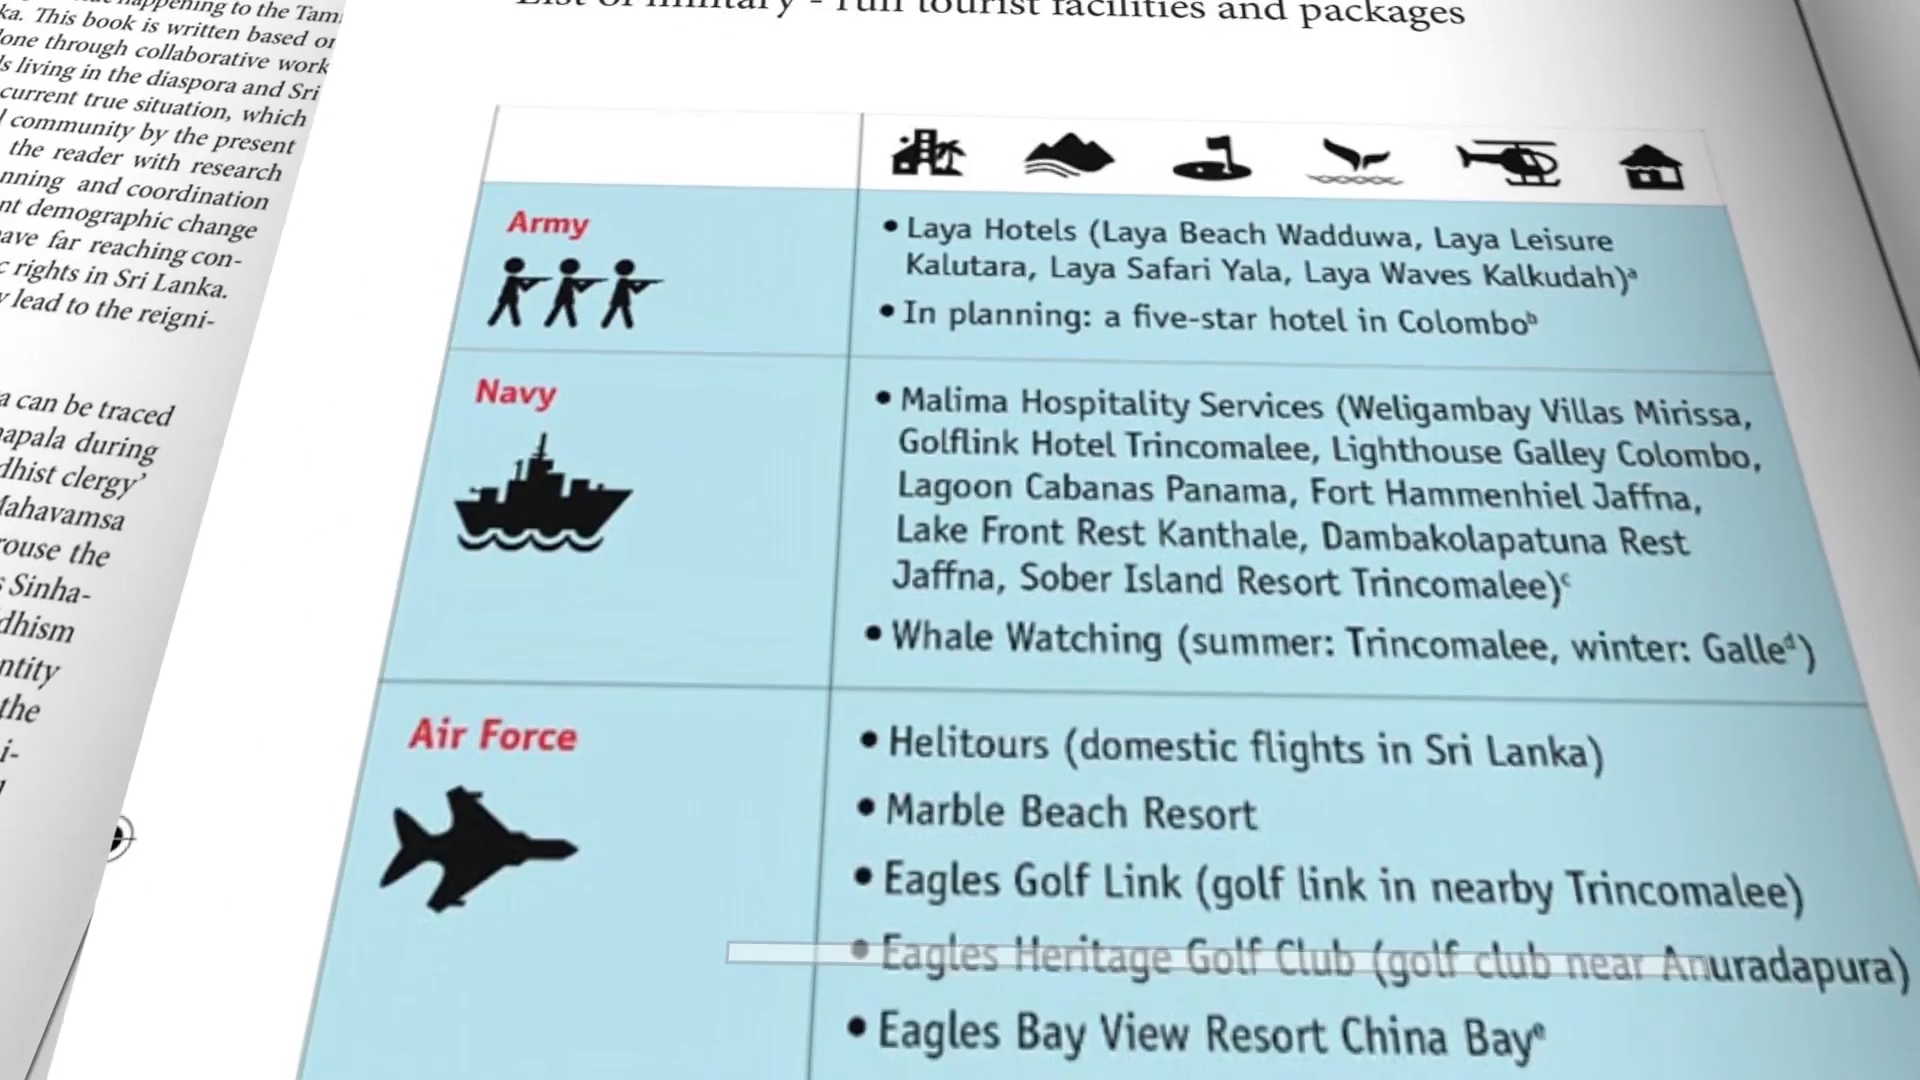 happening to the Tam
ka. This book is written based on
one through collaborative work
s living in the diaspora and Sri
current true situation, which
community by the present
the reader with research
nning and coordination
nt demographic change
ave far reaching con-
c rights in Sri Lanka.
y lead to the reigni-
a can be traced
apala during
dhist clergy'
Mahavamsa
rouse the
s Sinha-
dhism
ntity
the
i-
List of military - run tourist facilities and packages
Army
• Laya Hotels (Laya Beach Wadduwa, Laya Leisure
Kalutara, Laya Safari Yala, Laya Waves Kalkudah)ᵃ
• In planning: a five-star hotel in Colomboᵇ
Navy
• Malima Hospitality Services (Weligambay Villas Mirissa,
Golflink Hotel Trincomalee, Lighthouse Galley Colombo,
Lagoon Cabanas Panama, Fort Hammenhiel Jaffna,
Lake Front Rest Kanthale, Dambakolapatuna Rest
Jaffna, Sober Island Resort Trincomalee)ᶜ
• Whale Watching (summer: Trincomalee, winter: Galleᵈ)
Air Force
• Helitours (domestic flights in Sri Lanka)
• Marble Beach Resort
• Eagles Golf Link (golf link in nearby Trincomalee)
• Eagles Heritage Golf Club (golf club near Anuradapura)
• Eagles Bay View Resort China Bayᵉ